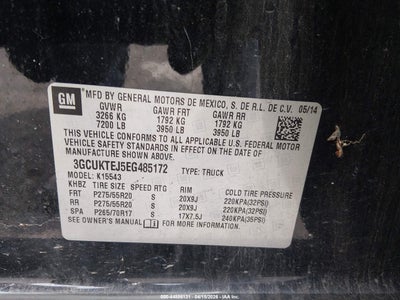 GM
MFD BY GENERAL MOTORS DE MEXICO, S. DE R.L. DE C.V. 05/14
GVWR GAWR FRT GAWR RR
3266 KG 1792 KG 1792 KG
7200 LB 3950 LB 3950 LB
THIS VEHICLE CONFORMS TO ALL APPLICABLE U.S. FEDERAL MOTOR
VEHICLE SAFETY AND THEFT PREVENTION STANDARDS IN EFFECT
ON THE DATE OF MANUFACTURE SHOWN ABOVE.
3GCUKTEJ5EG485172 TYPE: TRUCK
MODEL: K15543
KHBZ TIRE SIZE SPEED RTG RIM COLD TIRE PRESSURE
FRT P275/55R20 S 20X9J 220KPA(32PSI)
RR P275/55R20 S 20X9J 220KPA(32PSI)
SPA P265/70R17 S 17X7.5J 240KPA(35PSI)
SEE OWNER'S MANUAL FOR MORE INFORMATION.